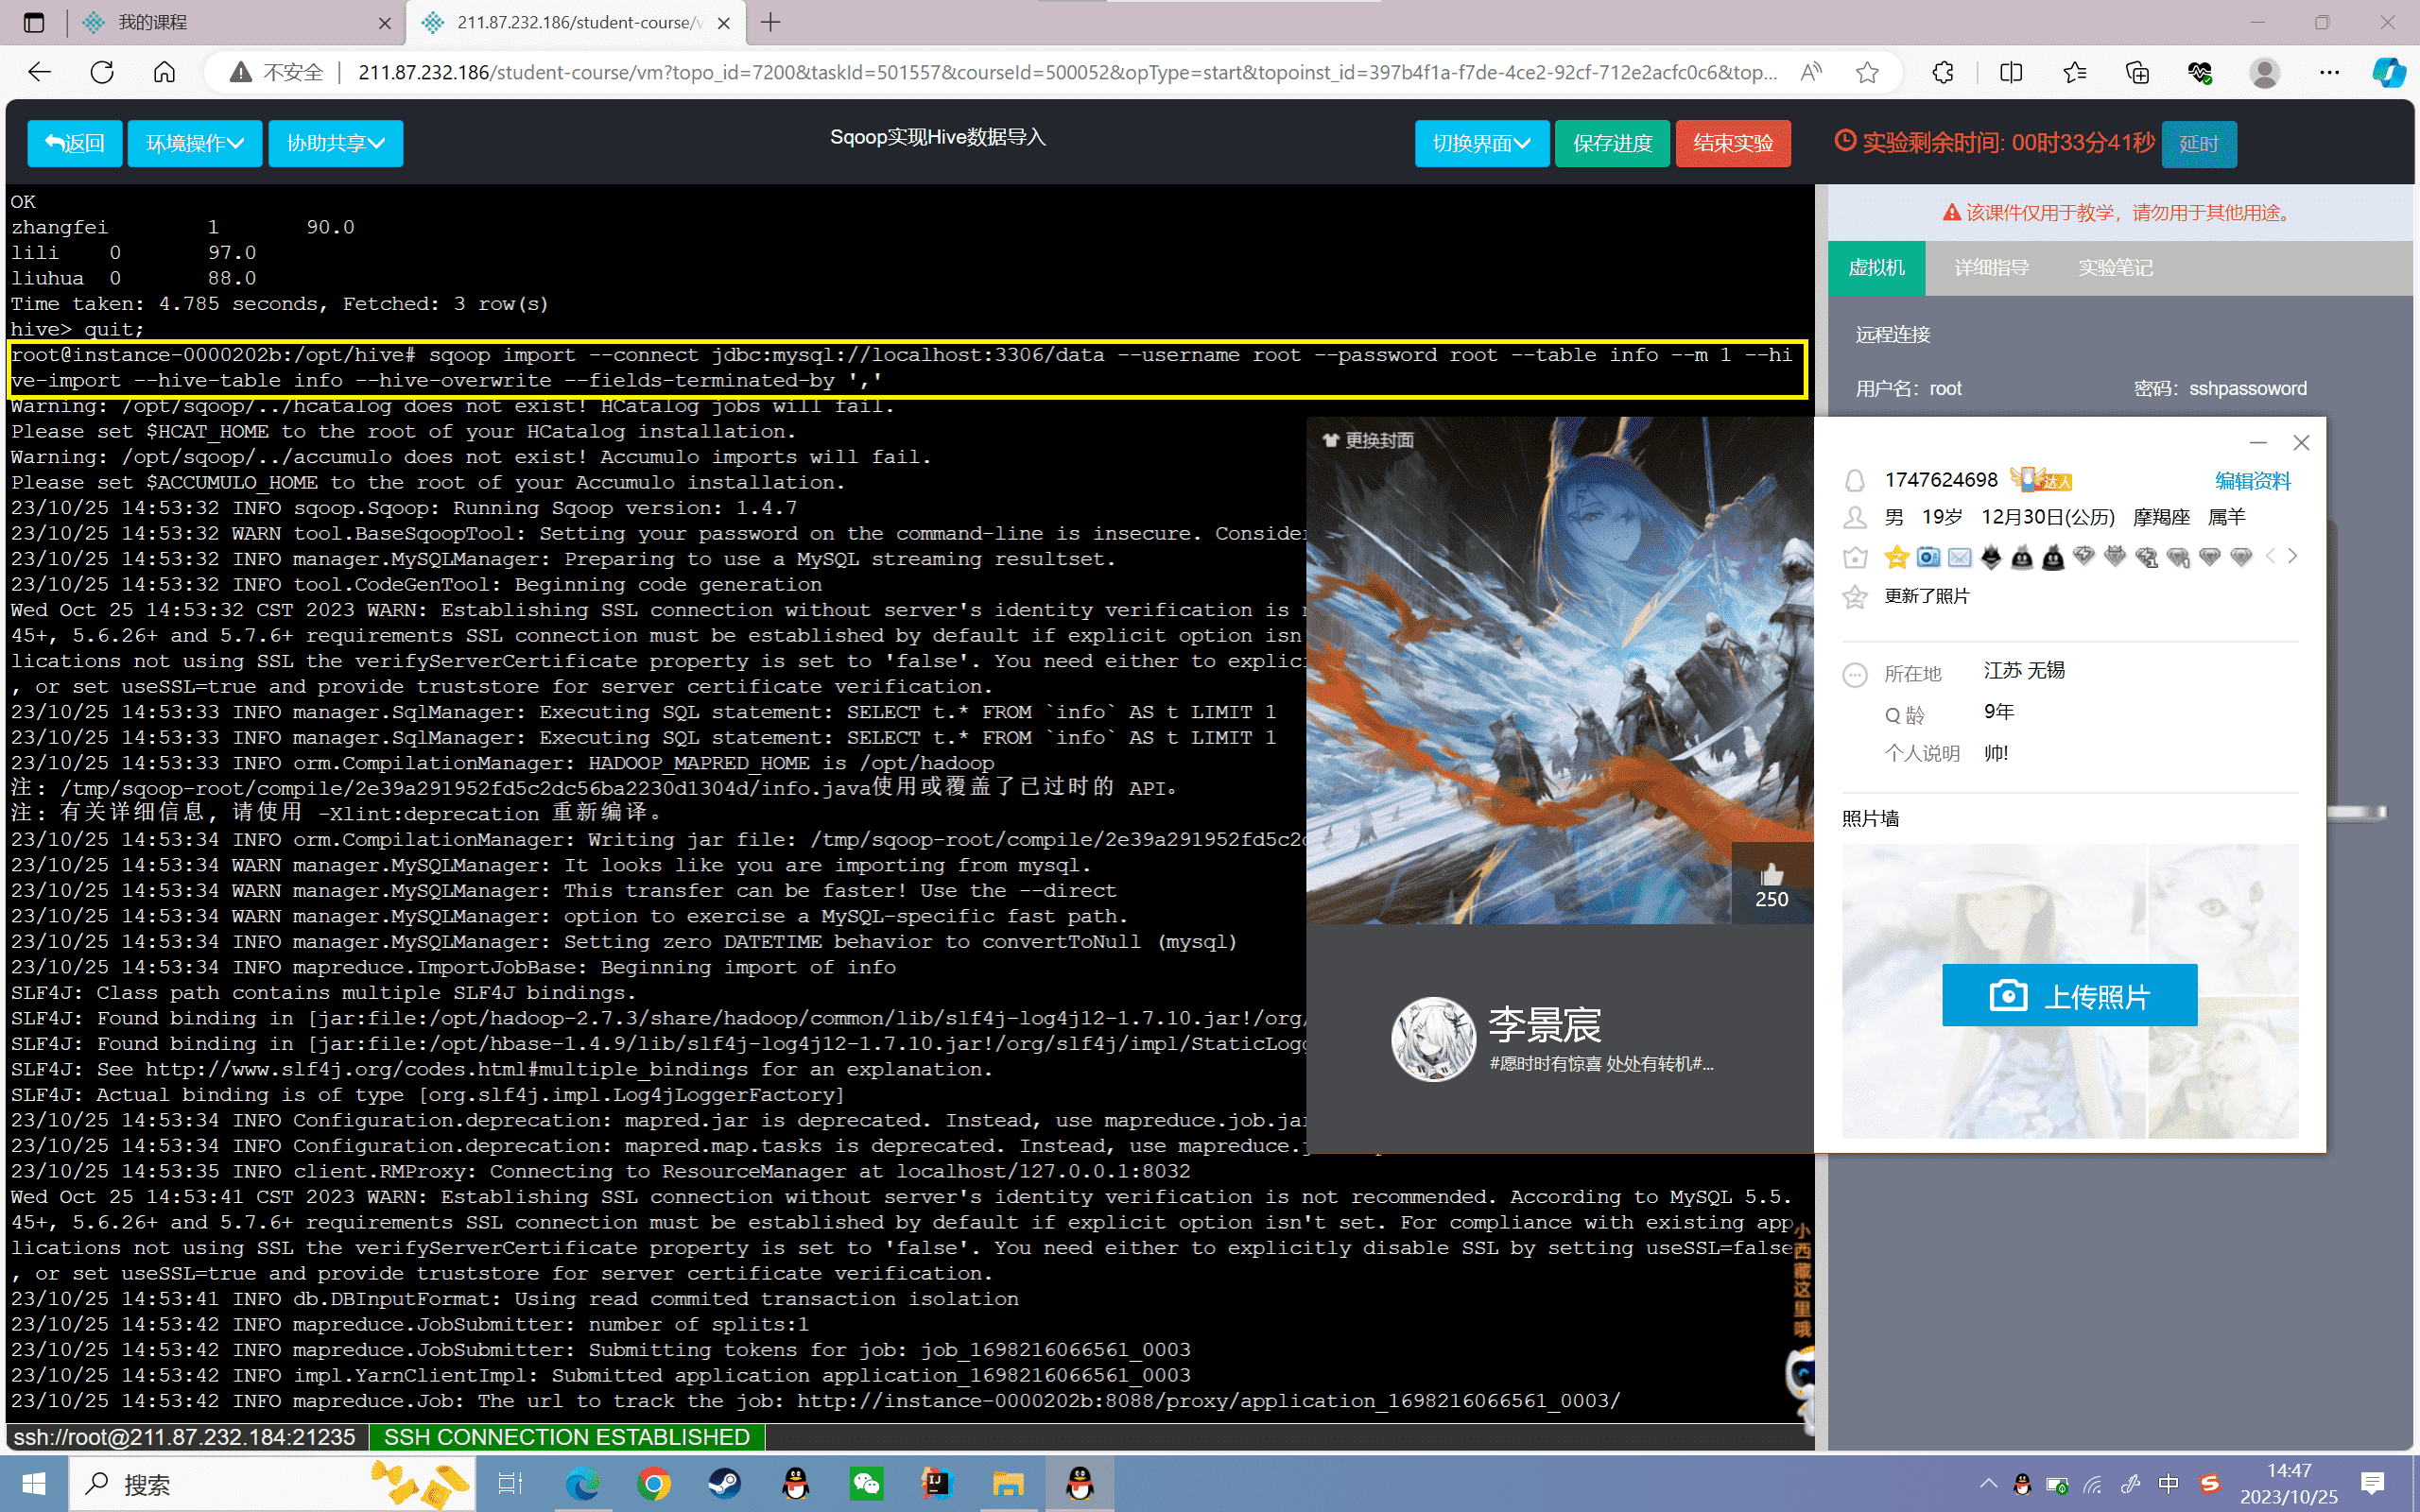 我的课程
211.87.232.186/student-course/v
不安全
211.87.232.186/student-course/vm?topo_id=7200&taskId=501557&courseId=500052&opType=start&topoinst_id=397b4f1a-f7de-4ce2-92cf-712e2acfc0c6&top...
返回
环境操作
协助共享
Sqoop实现Hive数据导入
切换界面
保存进度
结束实验
实验剩余时间: 00时33分41秒
延时
OK
zhangfei 1 90.0
lili 0 97.0
liuhua 0 88.0
Time taken: 4.785 seconds, Fetched: 3 row(s)
hive> quit;
root@instance-0000202b:/opt/hive# sqoop import --connect jdbc:mysql://localhost:3306/data --username root --password root --table info --m 1 --hi
ve-import --hive-table info --hive-overwrite --fields-terminated-by ','
Warning: /opt/sqoop/../hcatalog does not exist! HCatalog jobs will fail.
Please set $HCAT_HOME to the root of your HCatalog installation.
Warning: /opt/sqoop/../accumulo does not exist! Accumulo imports will fail.
Please set $ACCUMULO_HOME to the root of your Accumulo installation.
23/10/25 14:53:32 INFO sqoop.Sqoop: Running Sqoop version: 1.4.7
23/10/25 14:53:32 WARN tool.BaseSqoopTool: Setting your password on the command-line is insecure. Consider
23/10/25 14:53:32 INFO manager.MySQLManager: Preparing to use a MySQL streaming resultset.
23/10/25 14:53:32 INFO tool.CodeGenTool: Beginning code generation
Wed Oct 25 14:53:32 CST 2023 WARN: Establishing SSL connection without server's identity verification is
45+, 5.6.26+ and 5.7.6+ requirements SSL connection must be established by default if explicit option isn
lications not using SSL the verifyServerCertificate property is set to 'false'. You need either to explici
, or set useSSL=true and provide truststore for server certificate verification.
23/10/25 14:53:33 INFO manager.SqlManager: Executing SQL statement: SELECT t.* FROM `info` AS t LIMIT 1
23/10/25 14:53:33 INFO manager.SqlManager: Executing SQL statement: SELECT t.* FROM `info` AS t LIMIT 1
23/10/25 14:53:33 INFO orm.CompilationManager: HADOOP_MAPRED_HOME is /opt/hadoop
注: /tmp/sqoop-root/compile/2e39a291952fd5c2dc56ba2230d1304d/info.java使用或覆盖了已过时的 API。
注: 有关详细信息, 请使用 -Xlint:deprecation 重新编译。
23/10/25 14:53:34 INFO orm.CompilationManager: Writing jar file: /tmp/sqoop-root/compile/2e39a291952fd5c2
23/10/25 14:53:34 WARN manager.MySQLManager: It looks like you are importing from mysql.
23/10/25 14:53:34 WARN manager.MySQLManager: This transfer can be faster! Use the --direct
23/10/25 14:53:34 WARN manager.MySQLManager: option to exercise a MySQL-specific fast path.
23/10/25 14:53:34 INFO manager.MySQLManager: Setting zero DATETIME behavior to convertToNull (mysql)
23/10/25 14:53:34 INFO mapreduce.ImportJobBase: Beginning import of info
SLF4J: Class path contains multiple SLF4J bindings.
SLF4J: Found binding in [jar:file:/opt/hadoop-2.7.3/share/hadoop/common/lib/slf4j-log4j12-1.7.10.jar!/org/
SLF4J: Found binding in [jar:file:/opt/hbase-1.4.9/lib/slf4j-log4j12-1.7.10.jar!/org/slf4j/impl/StaticLogg
SLF4J: See http://www.slf4j.org/codes.html#multiple_bindings for an explanation.
SLF4J: Actual binding is of type [org.slf4j.impl.Log4jLoggerFactory]
23/10/25 14:53:34 INFO Configuration.deprecation: mapred.jar is deprecated. Instead, use mapreduce.job.jar
23/10/25 14:53:34 INFO Configuration.deprecation: mapred.map.tasks is deprecated. Instead, use mapreduce.
23/10/25 14:53:35 INFO client.RMProxy: Connecting to ResourceManager at localhost/127.0.0.1:8032
Wed Oct 25 14:53:41 CST 2023 WARN: Establishing SSL connection without server's identity verification is not recommended. According to MySQL 5.5.
45+, 5.6.26+ and 5.7.6+ requirements SSL connection must be established by default if explicit option isn't set. For compliance with existing app
lications not using SSL the verifyServerCertificate property is set to 'false'. You need either to explicitly disable SSL by setting useSSL=false
, or set useSSL=true and provide truststore for server certificate verification.
23/10/25 14:53:41 INFO db.DBInputFormat: Using read commited transaction isolation
23/10/25 14:53:42 INFO mapreduce.JobSubmitter: number of splits:1
23/10/25 14:53:42 INFO mapreduce.JobSubmitter: Submitting tokens for job: job_1698216066561_0003
23/10/25 14:53:42 INFO impl.YarnClientImpl: Submitted application application_1698216066561_0003
23/10/25 14:53:42 INFO mapreduce.Job: The url to track the job: http://instance-0000202b:8088/proxy/application_1698216066561_0003/
ssh://root@211.87.232.184:21235
SSH CONNECTION ESTABLISHED
该课件仅用于教学，请勿用于其他用途。
虚拟机
详细指导
实验笔记
远程连接
用户名：root
密码：sshpassoword
更换封面
250
李景宸
#愿时时有惊喜 处处有转机#...
1747624698
达人
编辑资料
男 19岁 12月30日(公历) 摩羯座 属羊
更新了照片
所在地 江苏 无锡
Q 龄 9年
个人说明 帅!
照片墙
上传照片
小西藏这里哦
搜索
中
14:47
2023/10/25